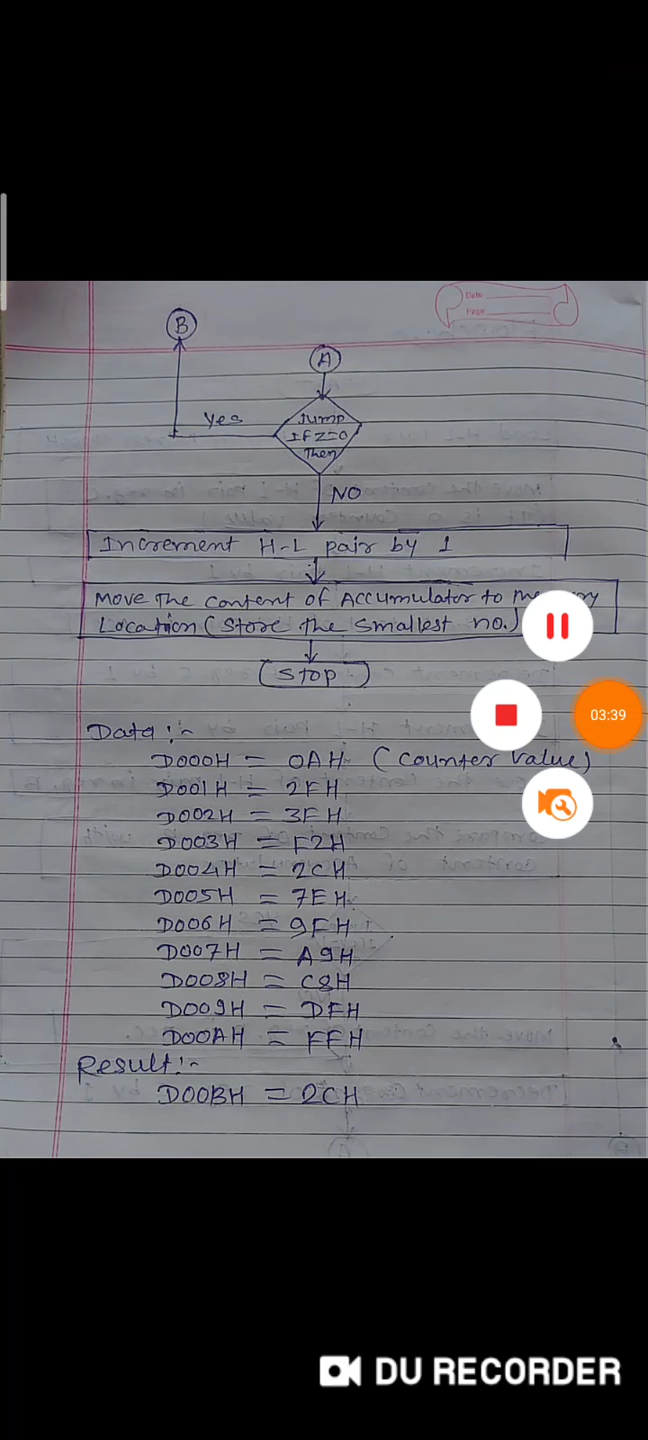 Date
Page
B
A
Yes
Jump
IF Z=0
Then
NO
Increment H-L pair by 1
Move The content of Accumulator to
Location (Store the smallest no.)
Stop
03:39
Data:-
D000H = 0AH (Counter Value)
D001H = 2FH
D002H = 3FH
D003H = F2H
D004H = 2CH
D005H = 7EH
D006H = 9FH
D007H = A9H
D008H = C8H
D009H = DFH
D00AH = FFH
Result:-
D00BH = 2CH
DU RECORDER